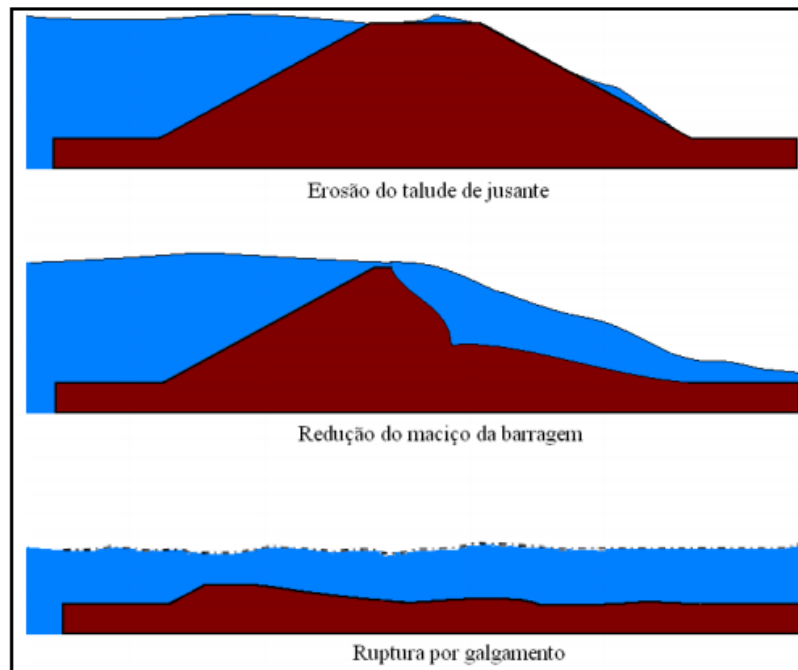 Erosão do talude de jusante
Redução do maciço da barragem
Ruptura por galgamento